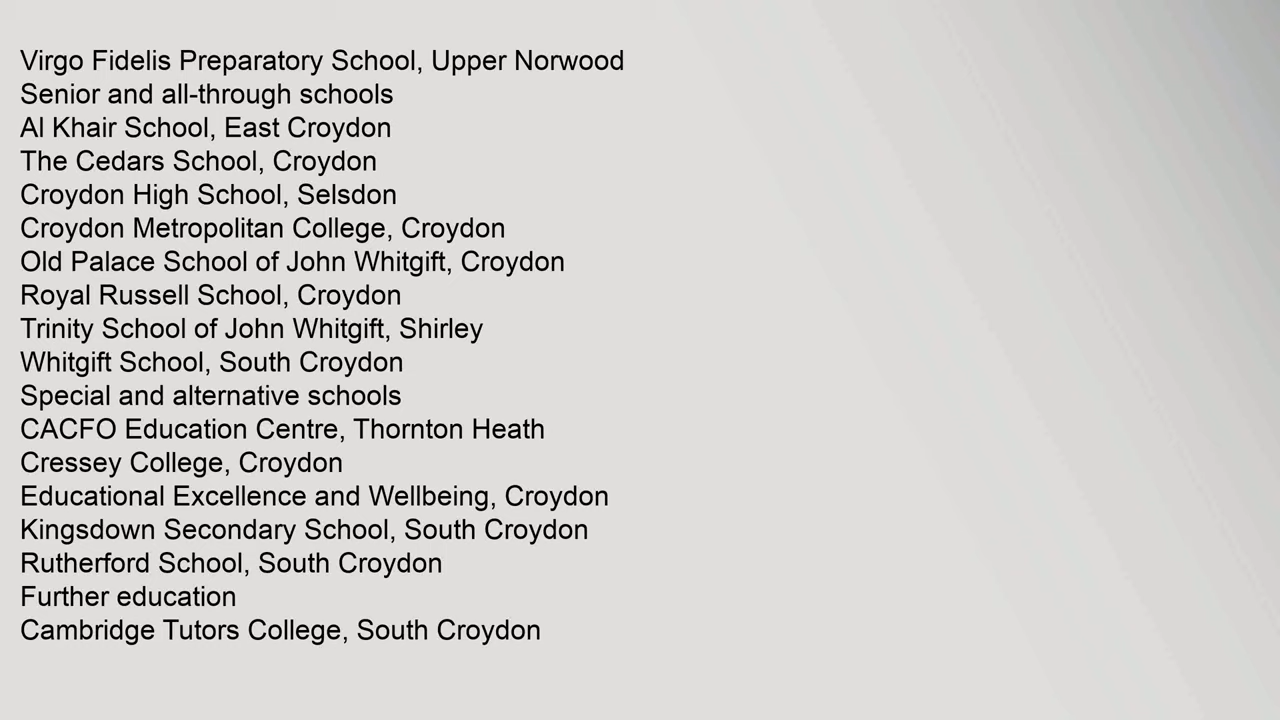 Virgo Fidelis Preparatory School, Upper Norwood
Senior and all-through schools
Al Khair School, East Croydon
The Cedars School, Croydon
Croydon High School, Selsdon
Croydon Metropolitan College, Croydon
Old Palace School of John Whitgift, Croydon
Royal Russell School, Croydon
Trinity School of John Whitgift, Shirley
Whitgift School, South Croydon
Special and alternative schools
CACFO Education Centre, Thornton Heath
Cressey College, Croydon
Educational Excellence and Wellbeing, Croydon
Kingsdown Secondary School, South Croydon
Rutherford School, South Croydon
Further education
Cambridge Tutors College, South Croydon